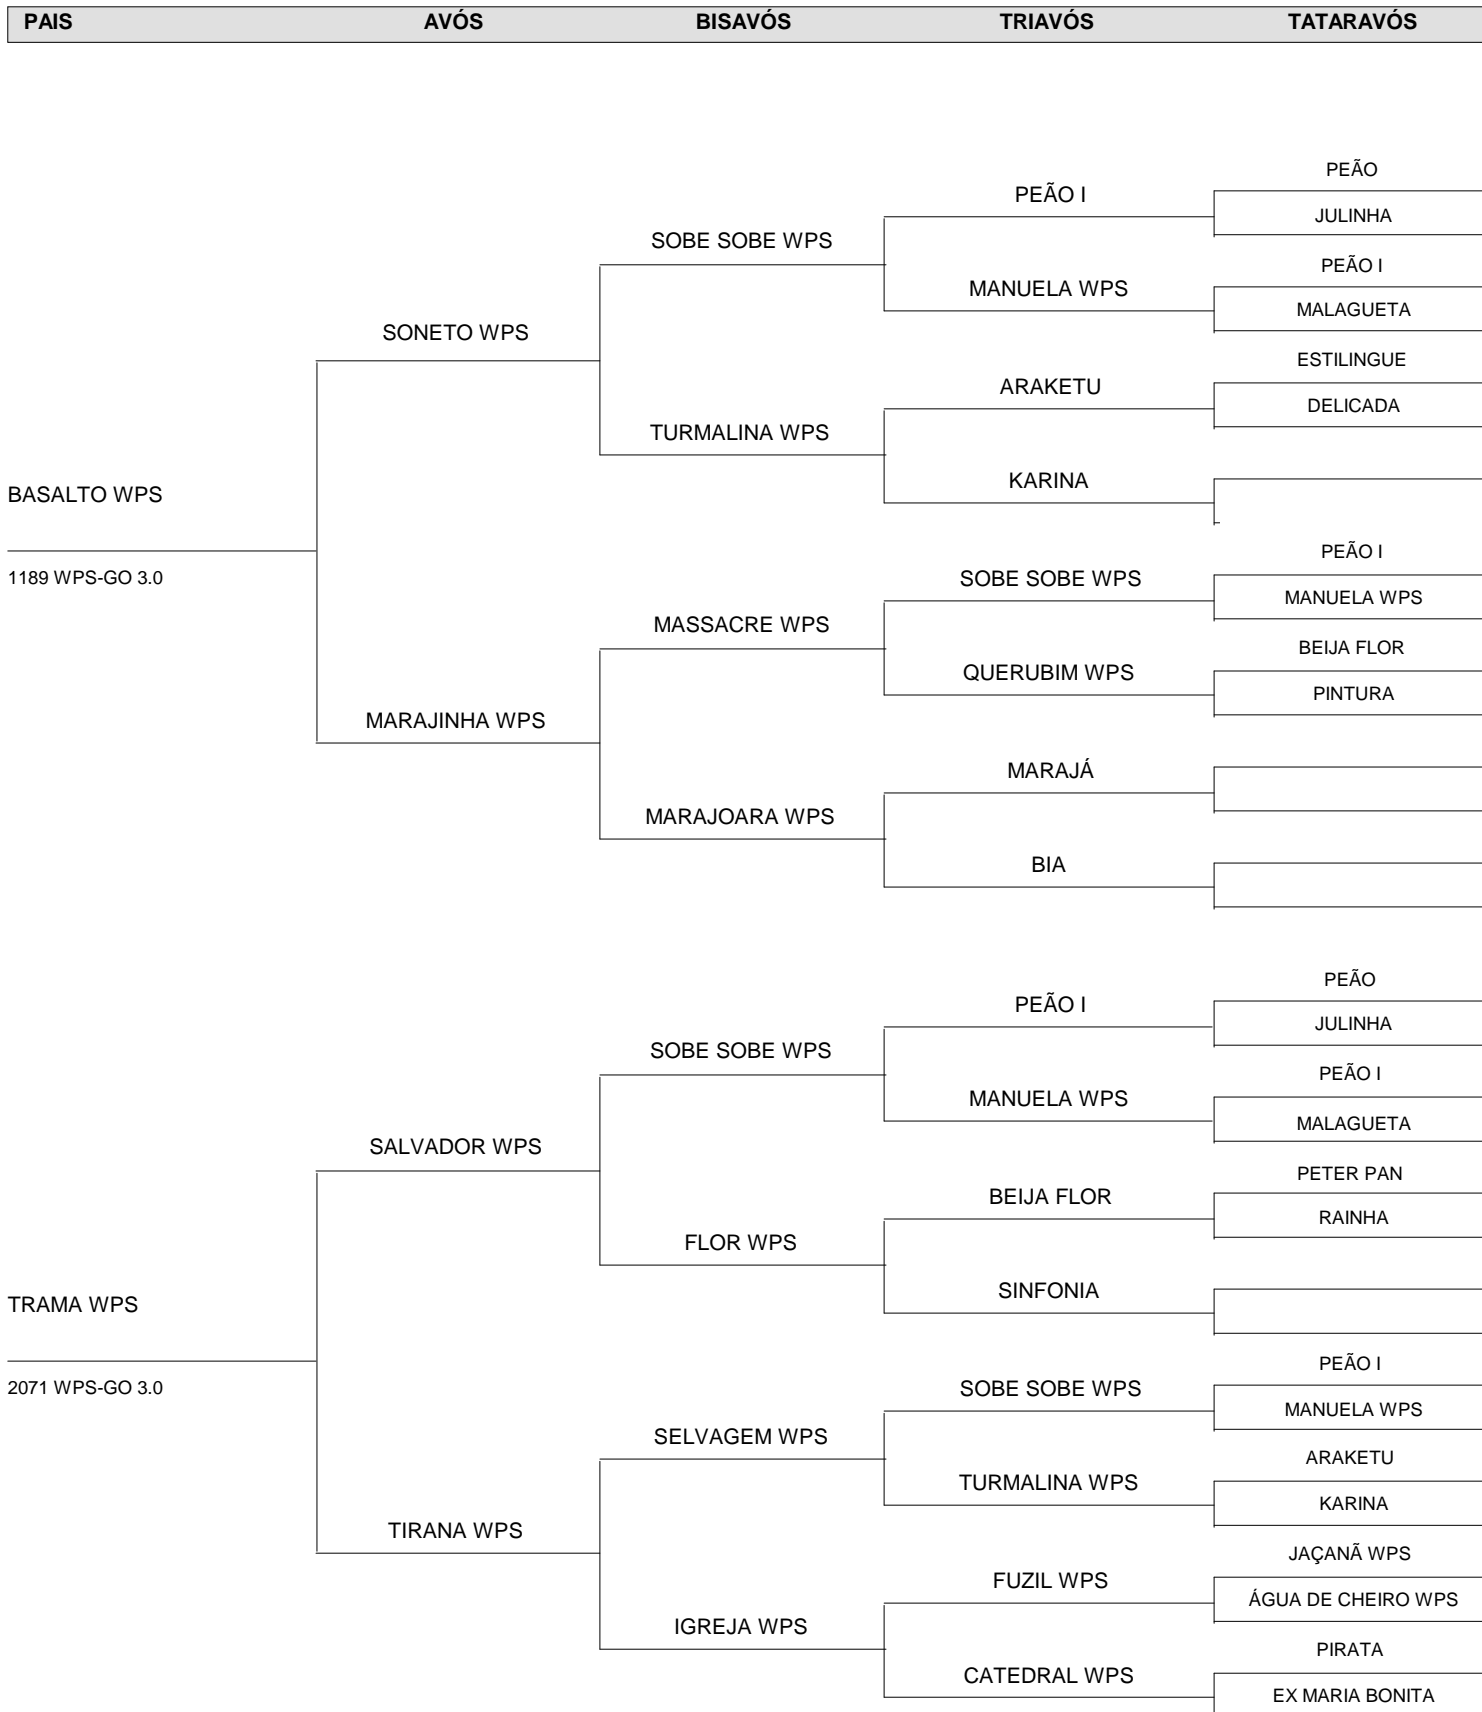 PAIS AVÓS BISAVÓS TRIAVÓS TATARAVÓS
PEÃO
PEÃO I
JULINHA
SOBE SOBE WPS
PEÃO I
MANUELA WPS
MALAGUETA
SONETO WPS
ESTILINGUE
ARAKETU
DELICADA
TURMALINA WPS
KARINA
BASALTO WPS
1189 WPS-GO 3.0
PEÃO I
SOBE SOBE WPS
MANUELA WPS
MASSACRE WPS
BEIJA FLOR
QUERUBIM WPS
PINTURA
MARAJINHA WPS
MARAJÁ
MARAJOARA WPS
BIA
PEÃO
PEÃO I
JULINHA
SOBE SOBE WPS
PEÃO I
MANUELA WPS
MALAGUETA
SALVADOR WPS
PETER PAN
BEIJA FLOR
RAINHA
FLOR WPS
SINFONIA
TRAMA WPS
2071 WPS-GO 3.0
PEÃO I
SOBE SOBE WPS
MANUELA WPS
SELVAGEM WPS
ARAKETU
TURMALINA WPS
KARINA
TIRANA WPS
JAÇANÃ WPS
FUZIL WPS
ÁGUA DE CHEIRO WPS
IGREJA WPS
PIRATA
CATEDRAL WPS
EX MARIA BONITA